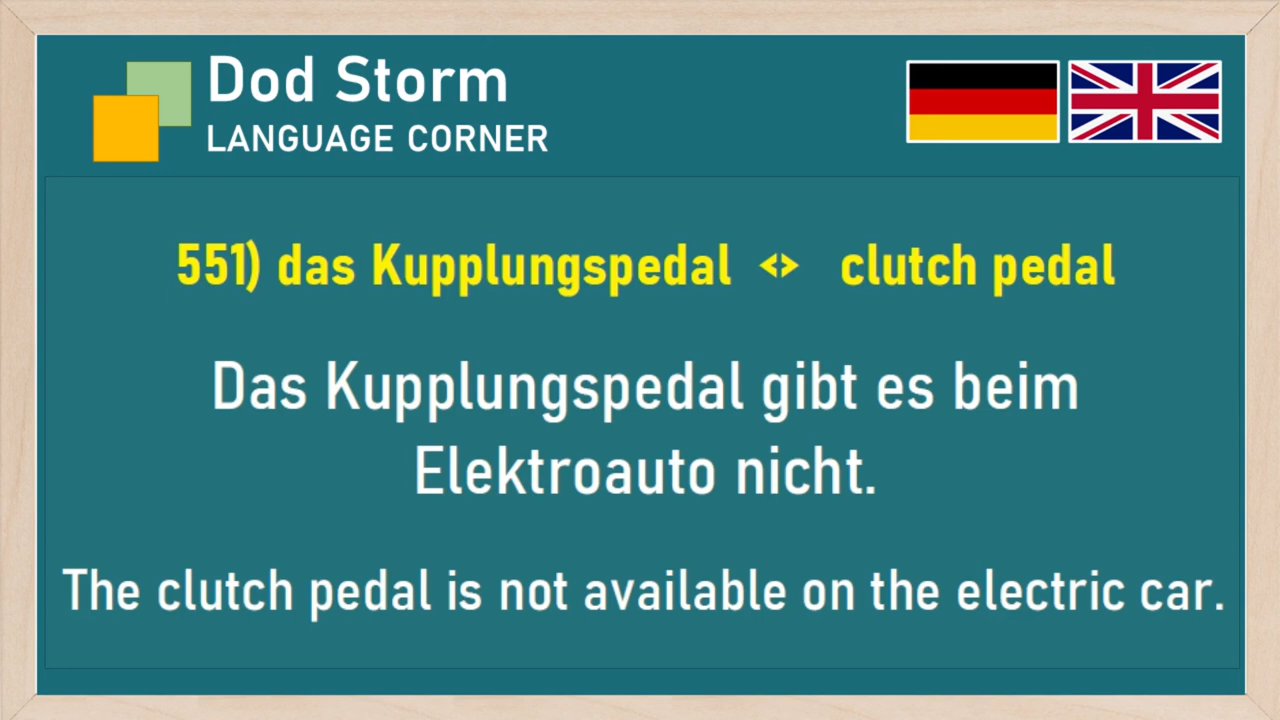 Dod Storm
LANGUAGE CORNER
551) das Kupplungspedal <> clutch pedal
Das Kupplungspedal gibt es beim
Elektroauto nicht.
The clutch pedal is not available on the electric car.